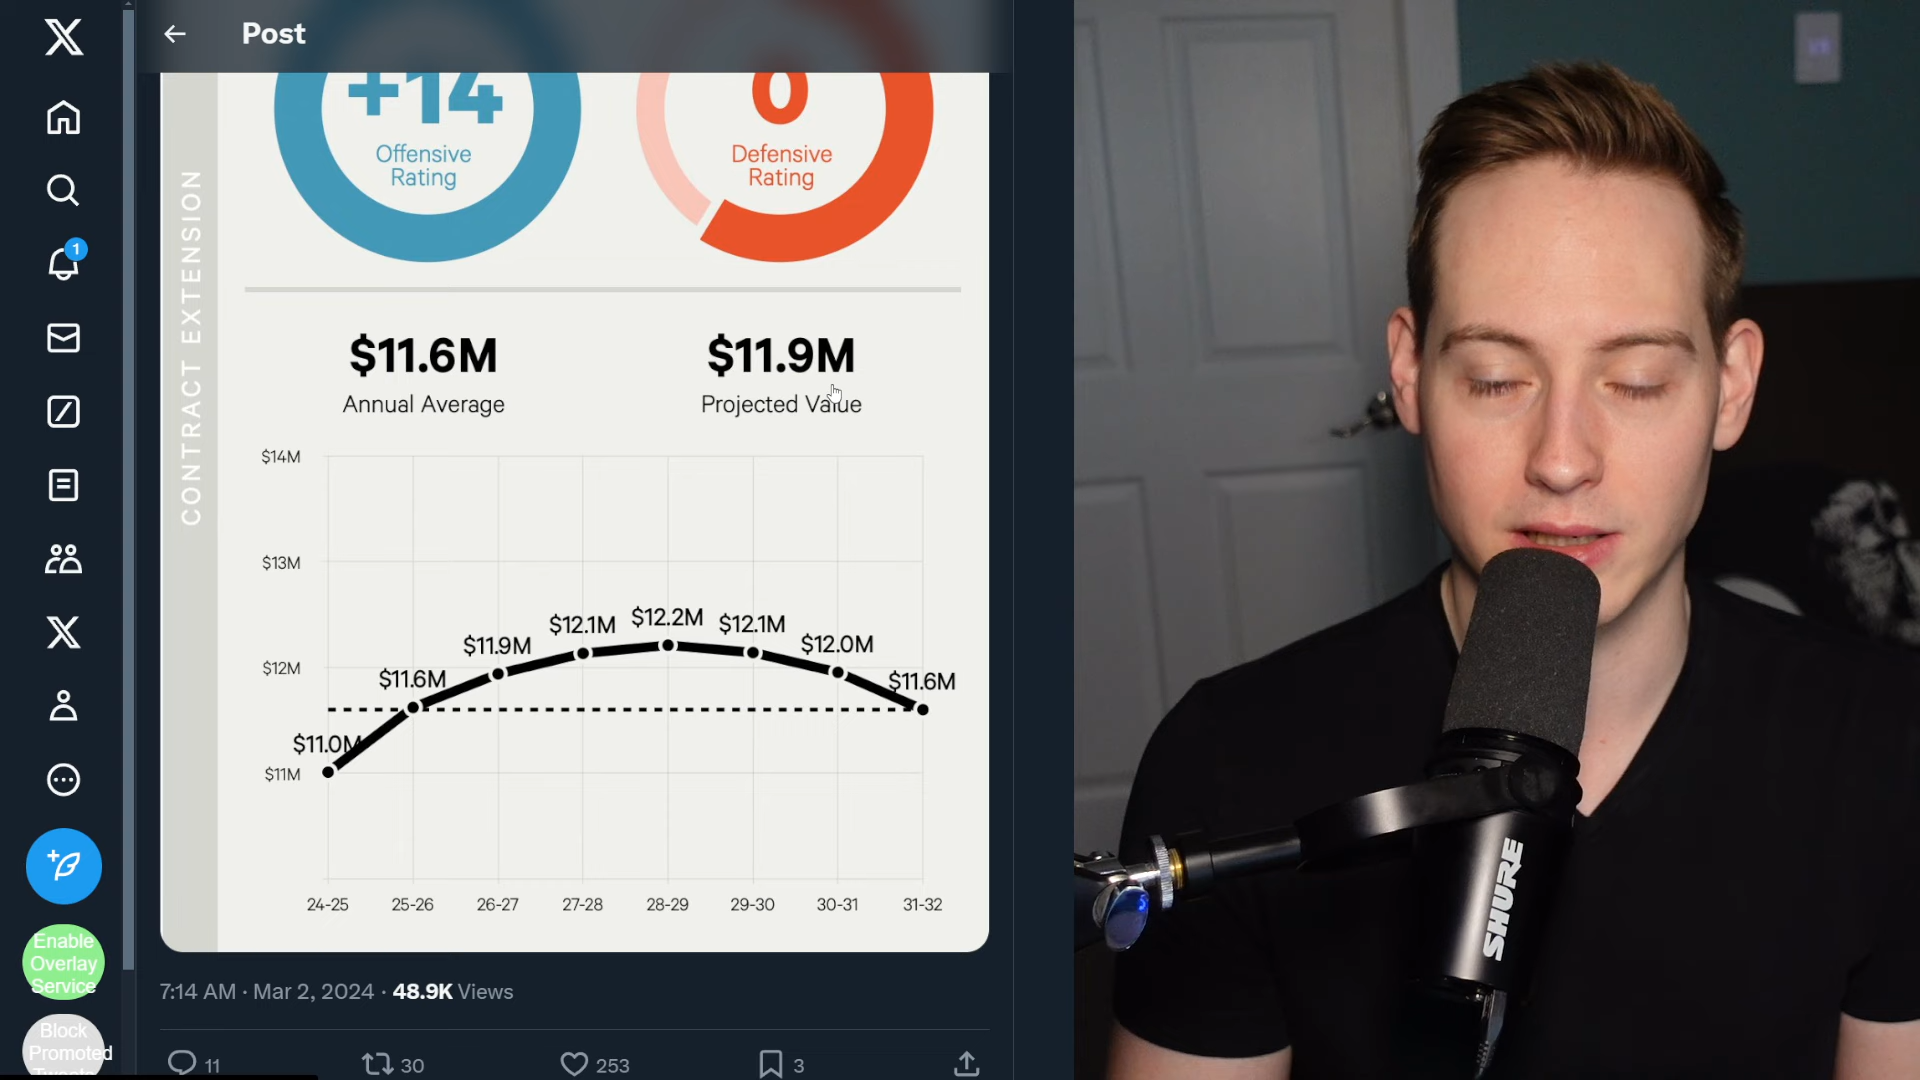 Post
1
+14
Offensive
Rating
0
Defensive
Rating
CONTRACT EXTENSION
$11.6M
Annual Average
$11.9M
Projected Value
$14M
$13M
$12M
$11M
$11.0M
$11.6M
$11.9M
$12.1M
$12.2M
$12.1M
$12.0M
$11.6M
24-25
25-26
26-27
27-28
28-29
29-30
30-31
31-32
7:14 AM · Mar 2, 2024 · 48.9K Views
11
30
253
3
Enable
Overlay
Service
Block
Promoted
Tweets
SHURE